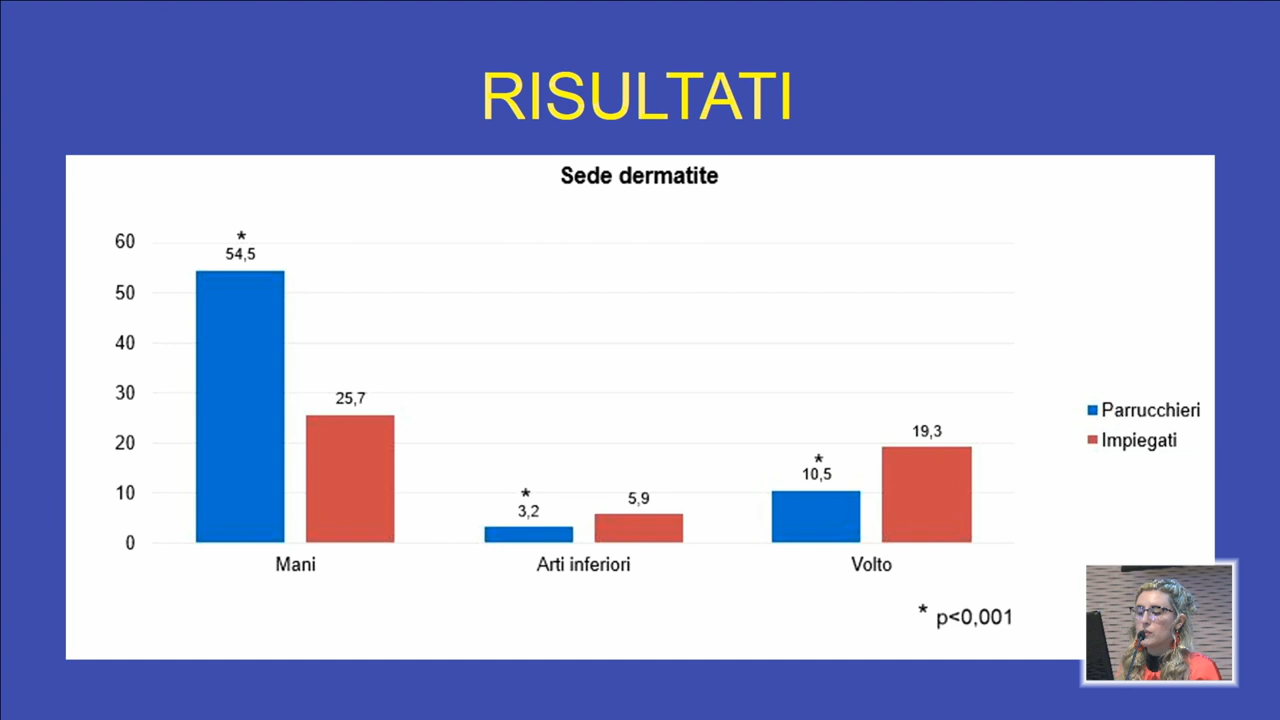 RISULTATI
Sede dermatite
60
50
40
30
20
10
0
*
54,5
25,7
*
3,2
5,9
*
10,5
19,3
Mani
Arti inferiori
Volto
Parrucchieri
Impiegati
* p<0,001